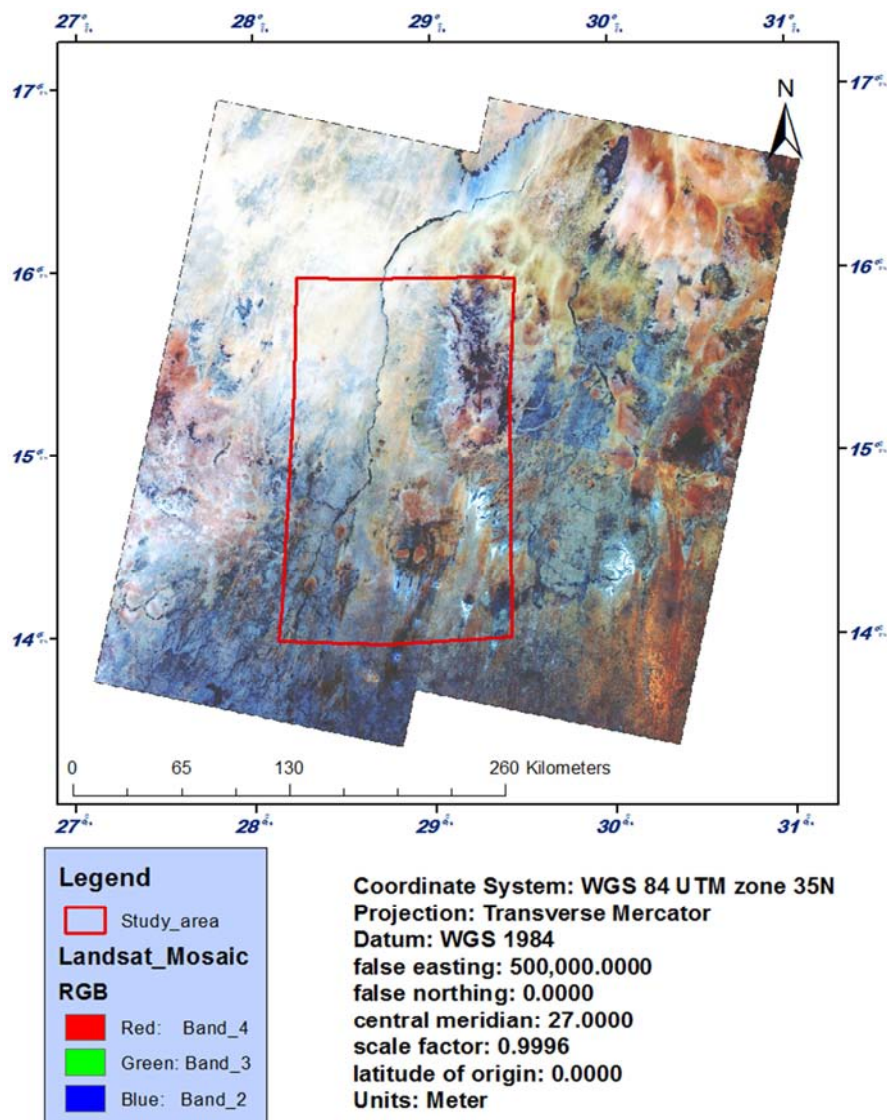 27° 28° 29° 30° 31°
N
17° 17°
16° 16°
15° 15°
14° 14°
0 65 130 260 Kilometers
27° 28° 29° 30° 31°
Legend
Study_area
Landsat_Mosaic
RGB
Red: Band_4
Green: Band_3
Blue: Band_2
Coordinate System: WGS 84 UTM zone 35N
Projection: Transverse Mercator
Datum: WGS 1984
false easting: 500,000.0000
false northing: 0.0000
central meridian: 27.0000
scale factor: 0.9996
latitude of origin: 0.0000
Units: Meter